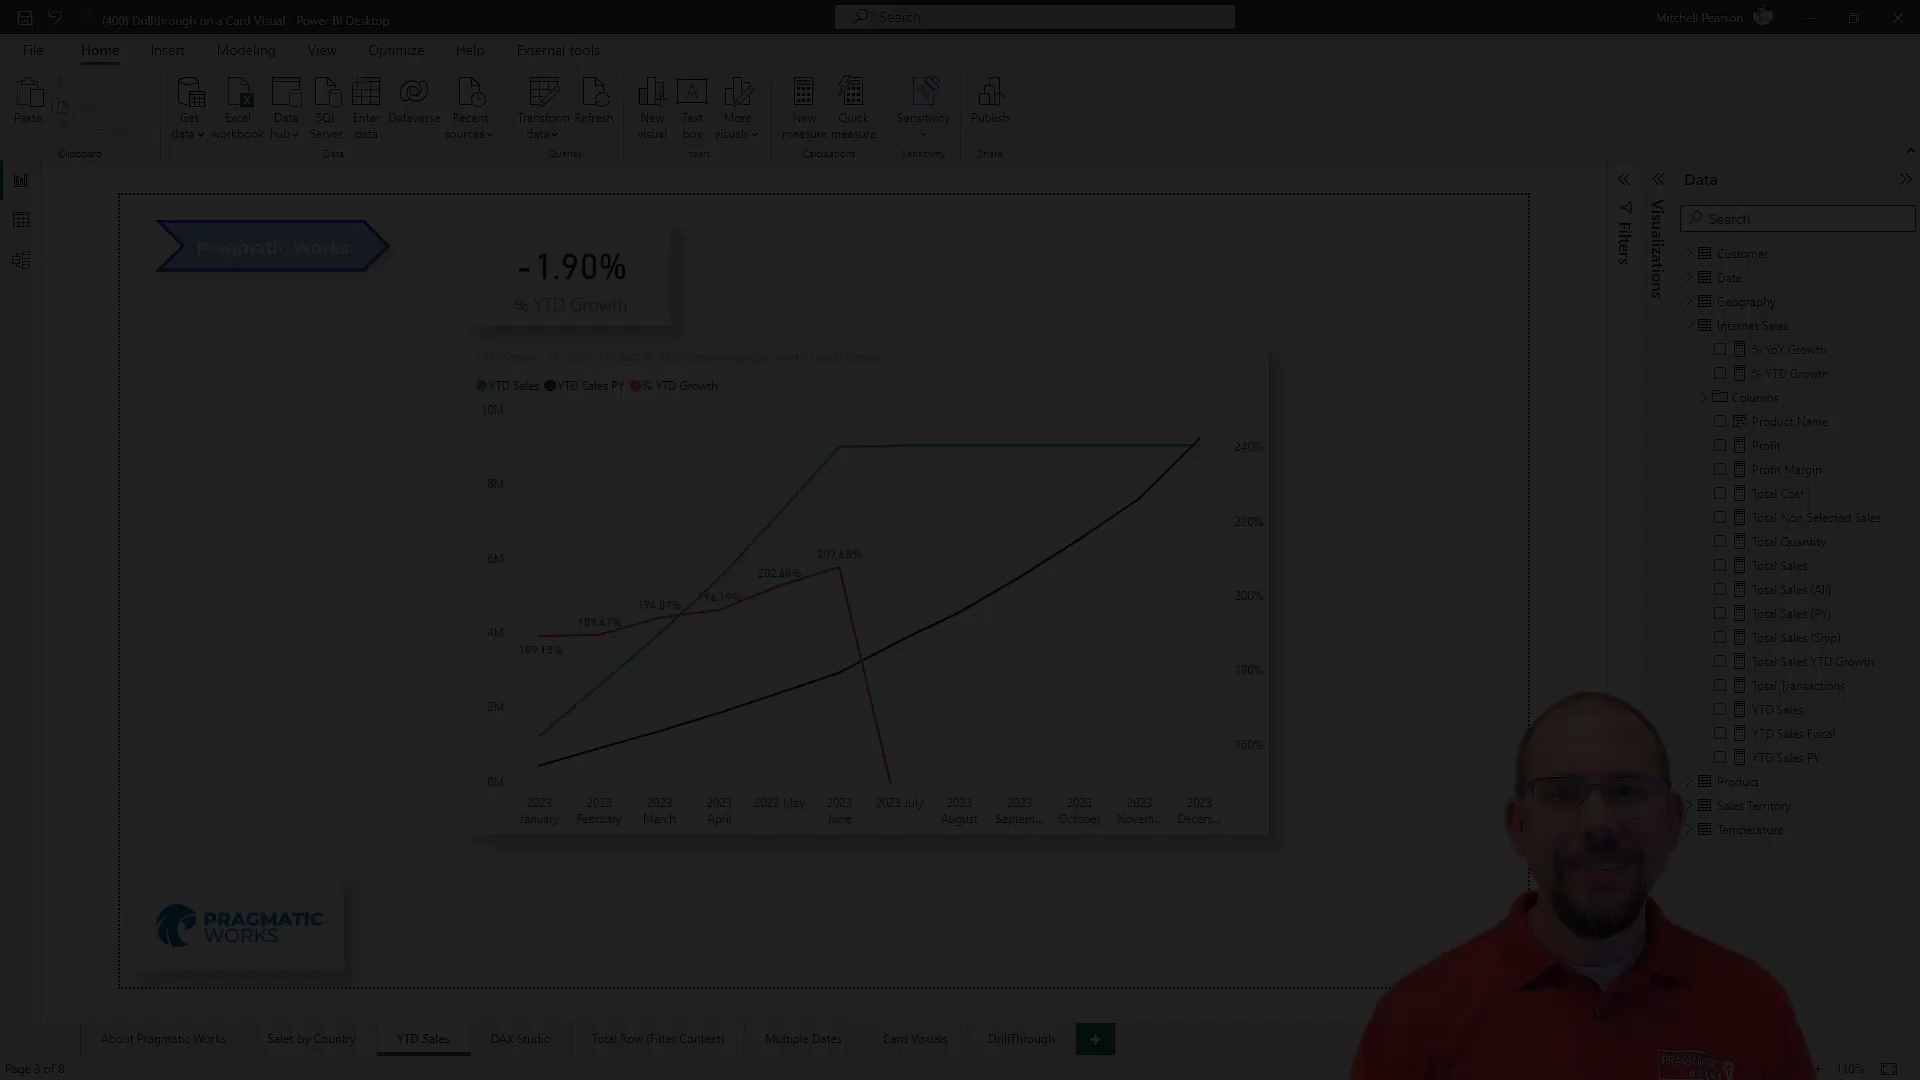 (400) Drillthrough on a Card Visual - Power BI Desktop
Search
Mitchell Pearson
File Home Insert Modeling View Optimize Help External tools
Paste
Get data
Excel workbook
Data hub
SQL Server
Enter data
Dataverse
Recent sources
Transform data
Refresh
New visual
Text box
More visuals
New measure
Quick measure
Sensitivity
Publish
Clipboard
Data
Queries
Insert
Calculations
Sensitivity
Share
Pragmatic Works
-1.90%
% YTD Growth
YTD Sales YTD Sales PY % YTD Growth
10M
8M
6M
4M
2M
0M
240%
220%
200%
180%
160%
189.15%
189.67%
194.07%
196.19%
202.68%
207.65%
2023 January
2023 February
2023 March
2023 April
2023 May
2023 June
2023 July
2023 August
2023 Septem...
2023 October
2023 Novem...
2023 Decem...
PRAGMATIC
WORKS
Filters
Visualizations
Data
Search
Customer
Date
Geography
Internet Sales
% YoY Growth
% YTD Growth
Columns
Product Name
Profit
Profit Margin
Total Cost
Total Non Selected Sales
Total Quantity
Total Sales
Total Sales (All)
Total Sales (PY)
Total Sales (Ship)
Total Sales YTD Growth
Total Transactions
YTD Sales
YTD Sales Fiscal
YTD Sales PY
Product
Sales Territory
Temperature
PRAGMATIC
WORKS
About Pragmatic Works Sales by Country YTD Sales DAX Studio Total Row (Filter Context) Multiple Dates Card Visuals DrillThrough +
Page 3 of 8
110%